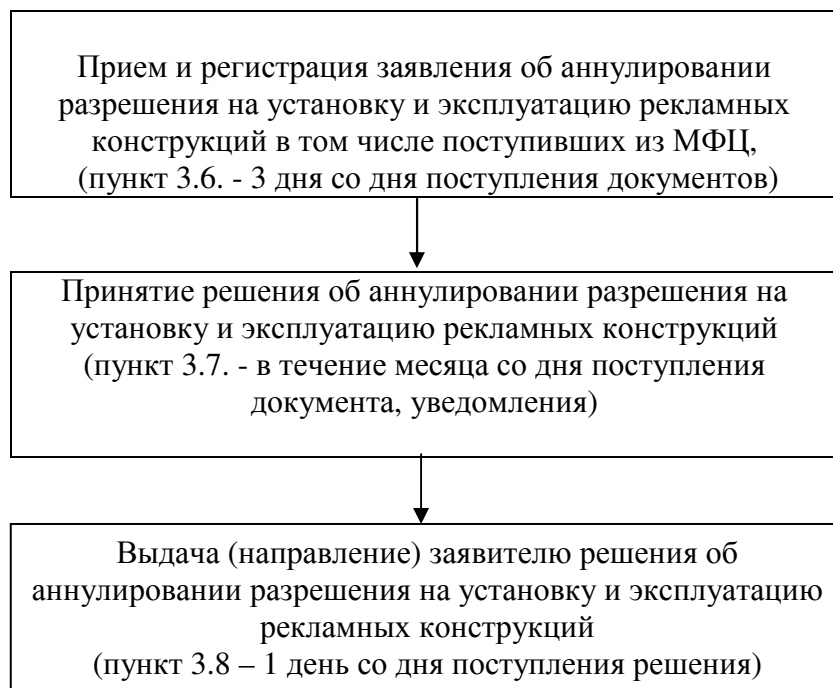 Прием и регистрация заявления об аннулировании
разрешения на установку и эксплуатацию рекламных
конструкций в том числе поступивших из МФЦ,
(пункт 3.6. - 3 дня со дня поступления документов)
Принятие решения об аннулировании разрешения на
установку и эксплуатацию рекламных конструкций
(пункт 3.7. - в течение месяца со дня поступления
документа, уведомления)
Выдача (направление) заявителю решения об
аннулировании разрешения на установку и эксплуатацию
рекламных конструкций
(пункт 3.8 – 1 день со дня поступления решения)